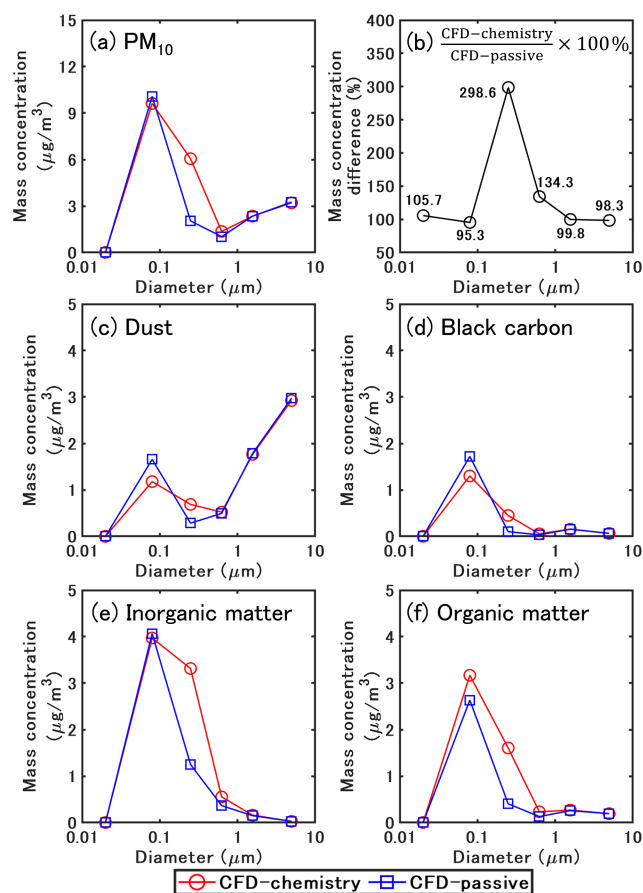 (a) PM10
Mass concentration
(μg/m³)
15
12
9
6
3
0
0.01
0.1
1
10
Diameter (μm)
(b) CFD-chemistry/CFD-passive × 100%
Mass concentration
difference (%)
400
350
300
250
200
150
100
50
105.7
95.3
298.6
134.3
99.8
98.3
0.01
0.1
1
10
Diameter (μm)
(c) Dust
Mass concentration
(μg/m³)
5
4
3
2
1
0
0.01
0.1
1
10
Diameter (μm)
(d) Black carbon
Mass concentration
(μg/m³)
5
4
3
2
1
0
0.01
0.1
1
10
Diameter (μm)
(e) Inorganic matter
Mass concentration
(μg/m³)
5
4
3
2
1
0
0.01
0.1
1
10
Diameter (μm)
(f) Organic matter
Mass concentration
(μg/m³)
5
4
3
2
1
0
0.01
0.1
1
10
Diameter (μm)
CFD-chemistry
CFD-passive